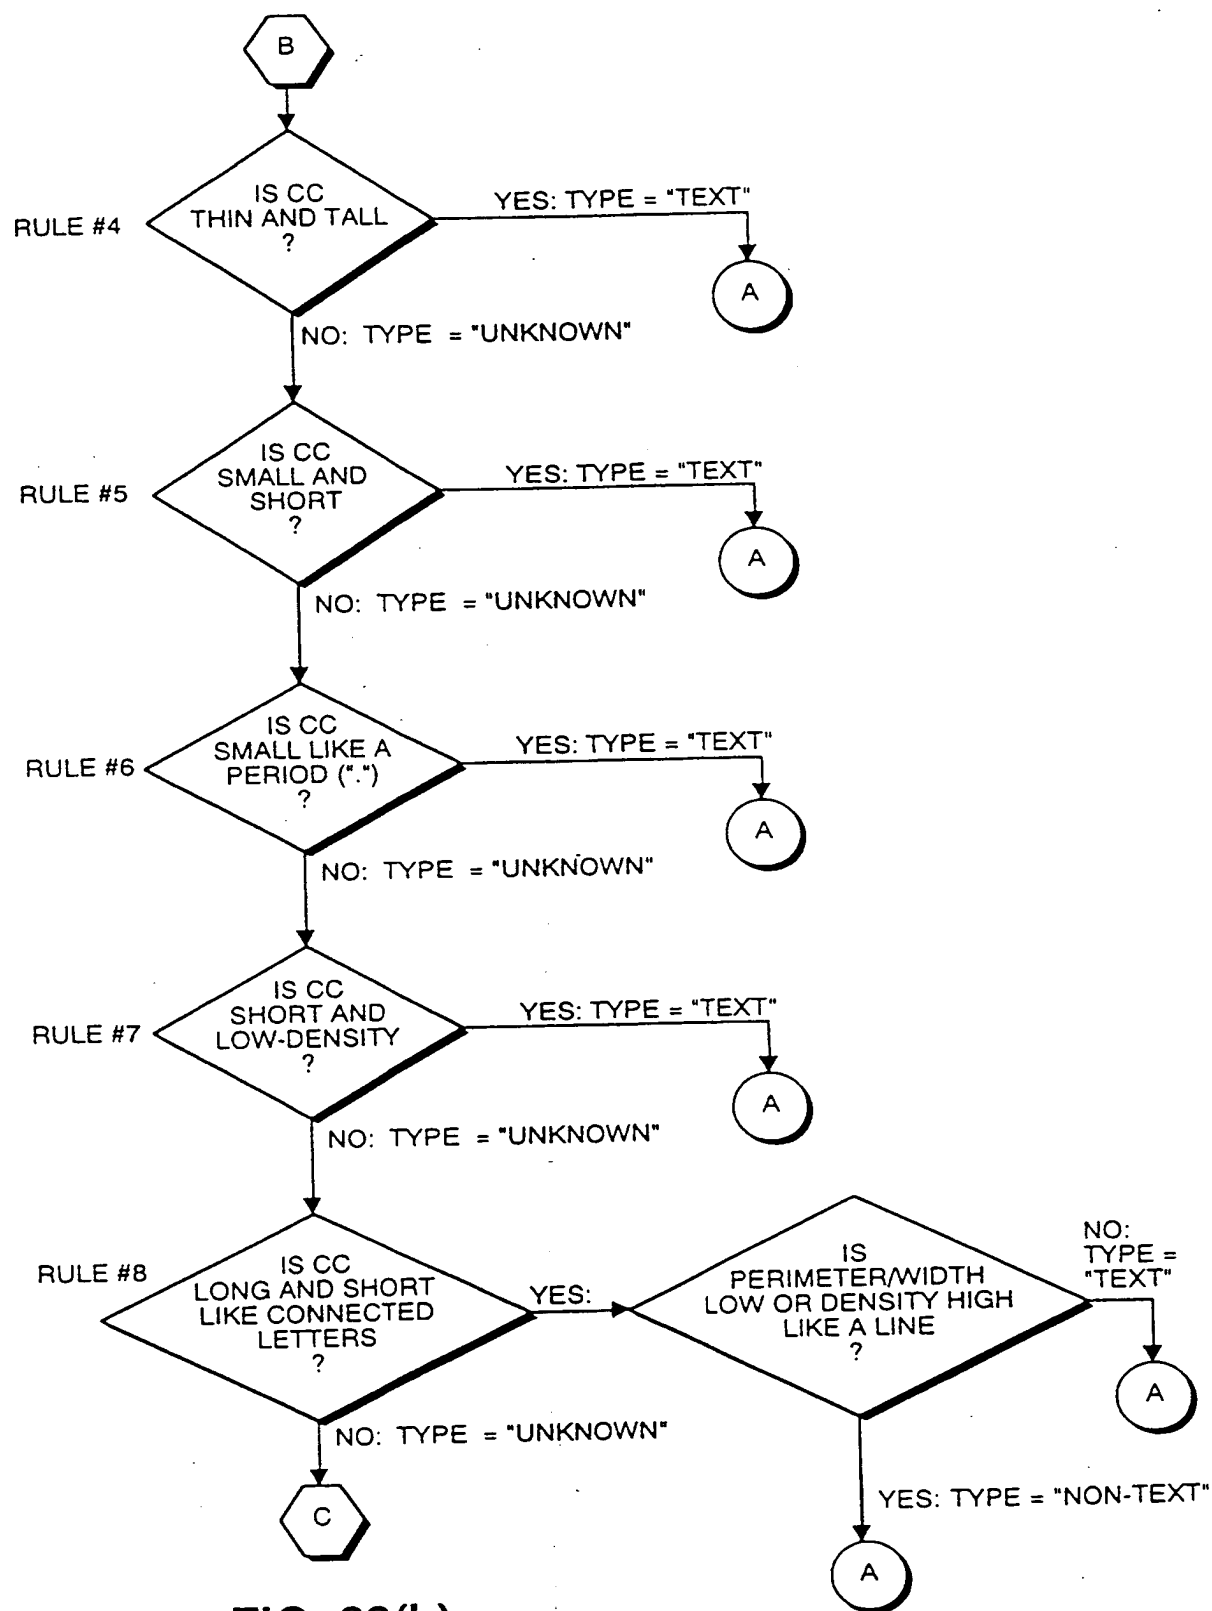 B
IS CC
THIN AND TALL
?
RULE #4
YES: TYPE = "TEXT"
A
NO: TYPE = "UNKNOWN"
IS CC
SMALL AND
SHORT
?
RULE #5
YES: TYPE = "TEXT"
A
NO: TYPE = "UNKNOWN"
IS CC
SMALL LIKE A
PERIOD (".")
?
RULE #6
YES: TYPE = "TEXT"
A
NO: TYPE = "UNKNOWN"
IS CC
SHORT AND
LOW-DENSITY
?
RULE #7
YES: TYPE = "TEXT"
A
NO: TYPE = "UNKNOWN"
RULE #8
IS CC
LONG AND SHORT
LIKE CONNECTED
LETTERS
?
YES:
IS
PERIMETER/WIDTH
LOW OR DENSITY HIGH
LIKE A LINE
?
NO:
TYPE =
"TEXT"
A
NO: TYPE = "UNKNOWN"
C
YES: TYPE = "NON-TEXT"
A